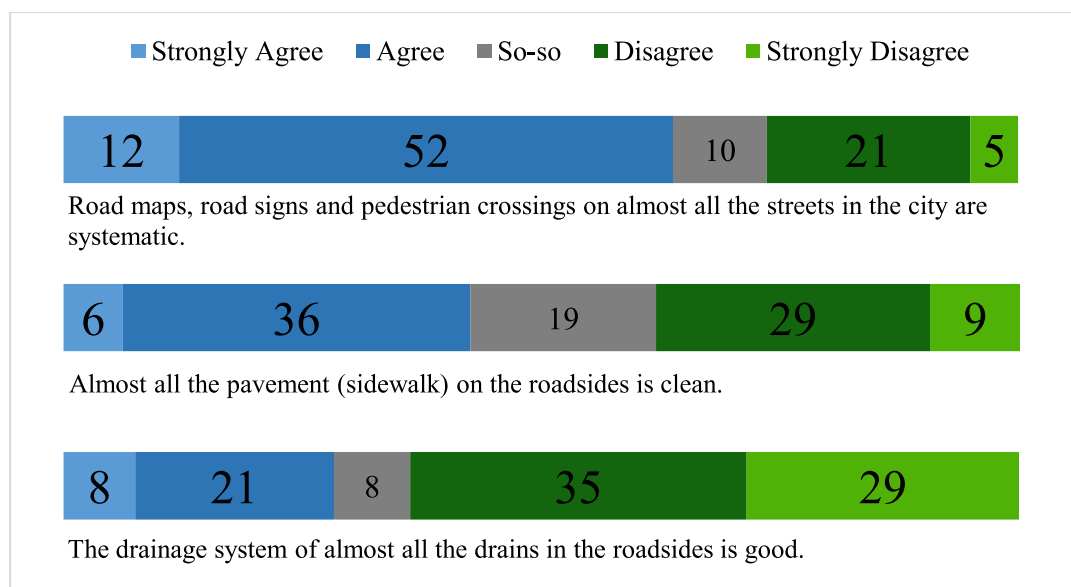 Strongly Agree Agree So-so Disagree Strongly Disagree
12 52 10 21 5
Road maps, road signs and pedestrian crossings on almost all the streets in the city are
systematic.
6 36 19 29 9
Almost all the pavement (sidewalk) on the roadsides is clean.
8 21 8 35 29
The drainage system of almost all the drains in the roadsides is good.